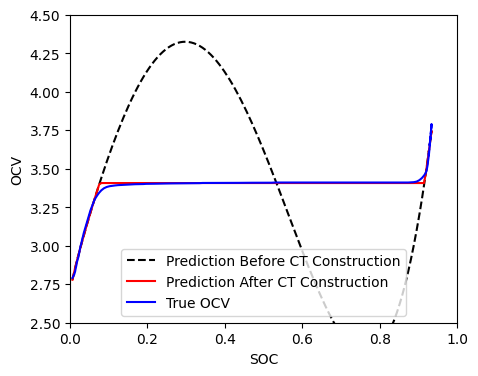 4.50
4.25
4.00
3.75
3.50
3.25
3.00
2.75
2.50
OCV
Prediction Before CT Construction
Prediction After CT Construction
True OCV
0.0 0.2 0.4 0.6 0.8 1.0
SOC